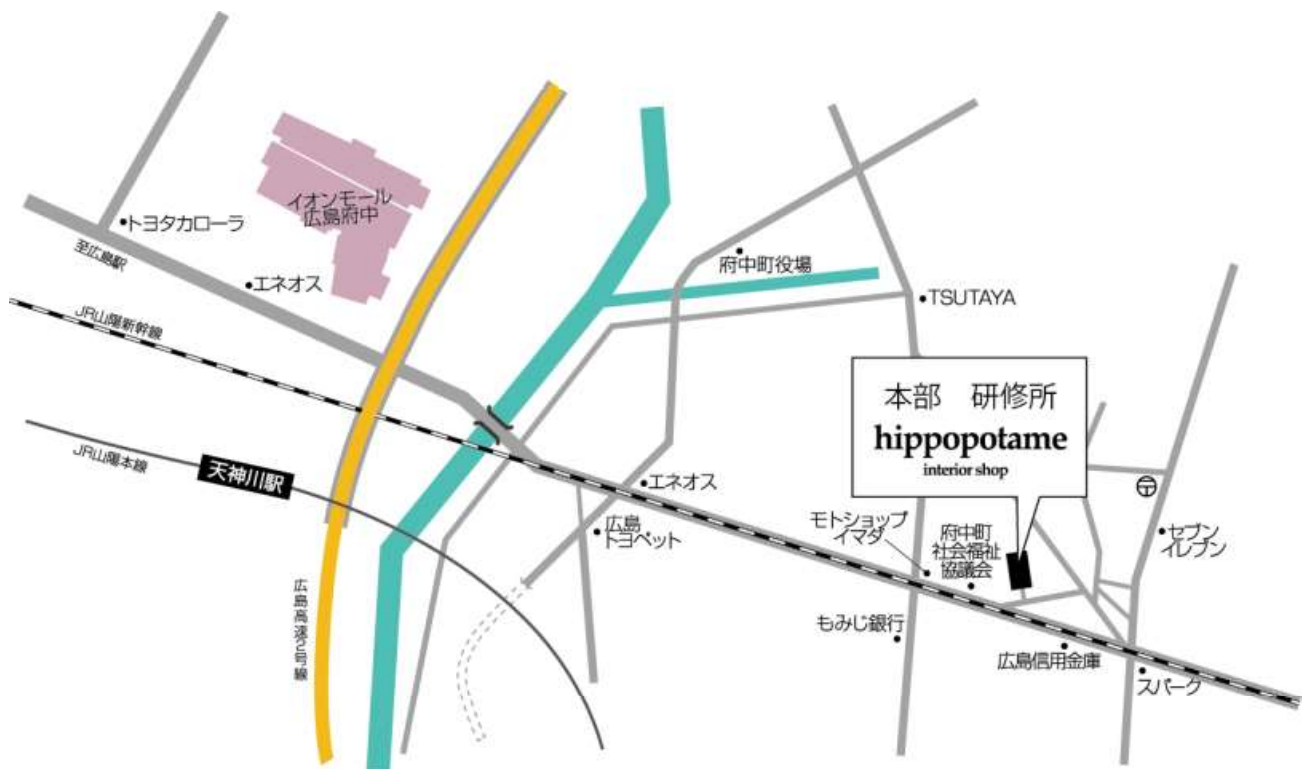 イオンモール
広島府中
トヨタカローラ
至広島駅
エネオス
JR山陽新幹線
JR山陽本線
天神川駅
広島高速2号線
府中町役場
TSUTAYA
本部 研修所
hippopotame
interior shop
エネオス
広島
トヨペット
モトショップ
イマダ
府中町
社会福祉
協議会
セブン
イレブン
もみじ銀行
広島信用金庫
スパーク